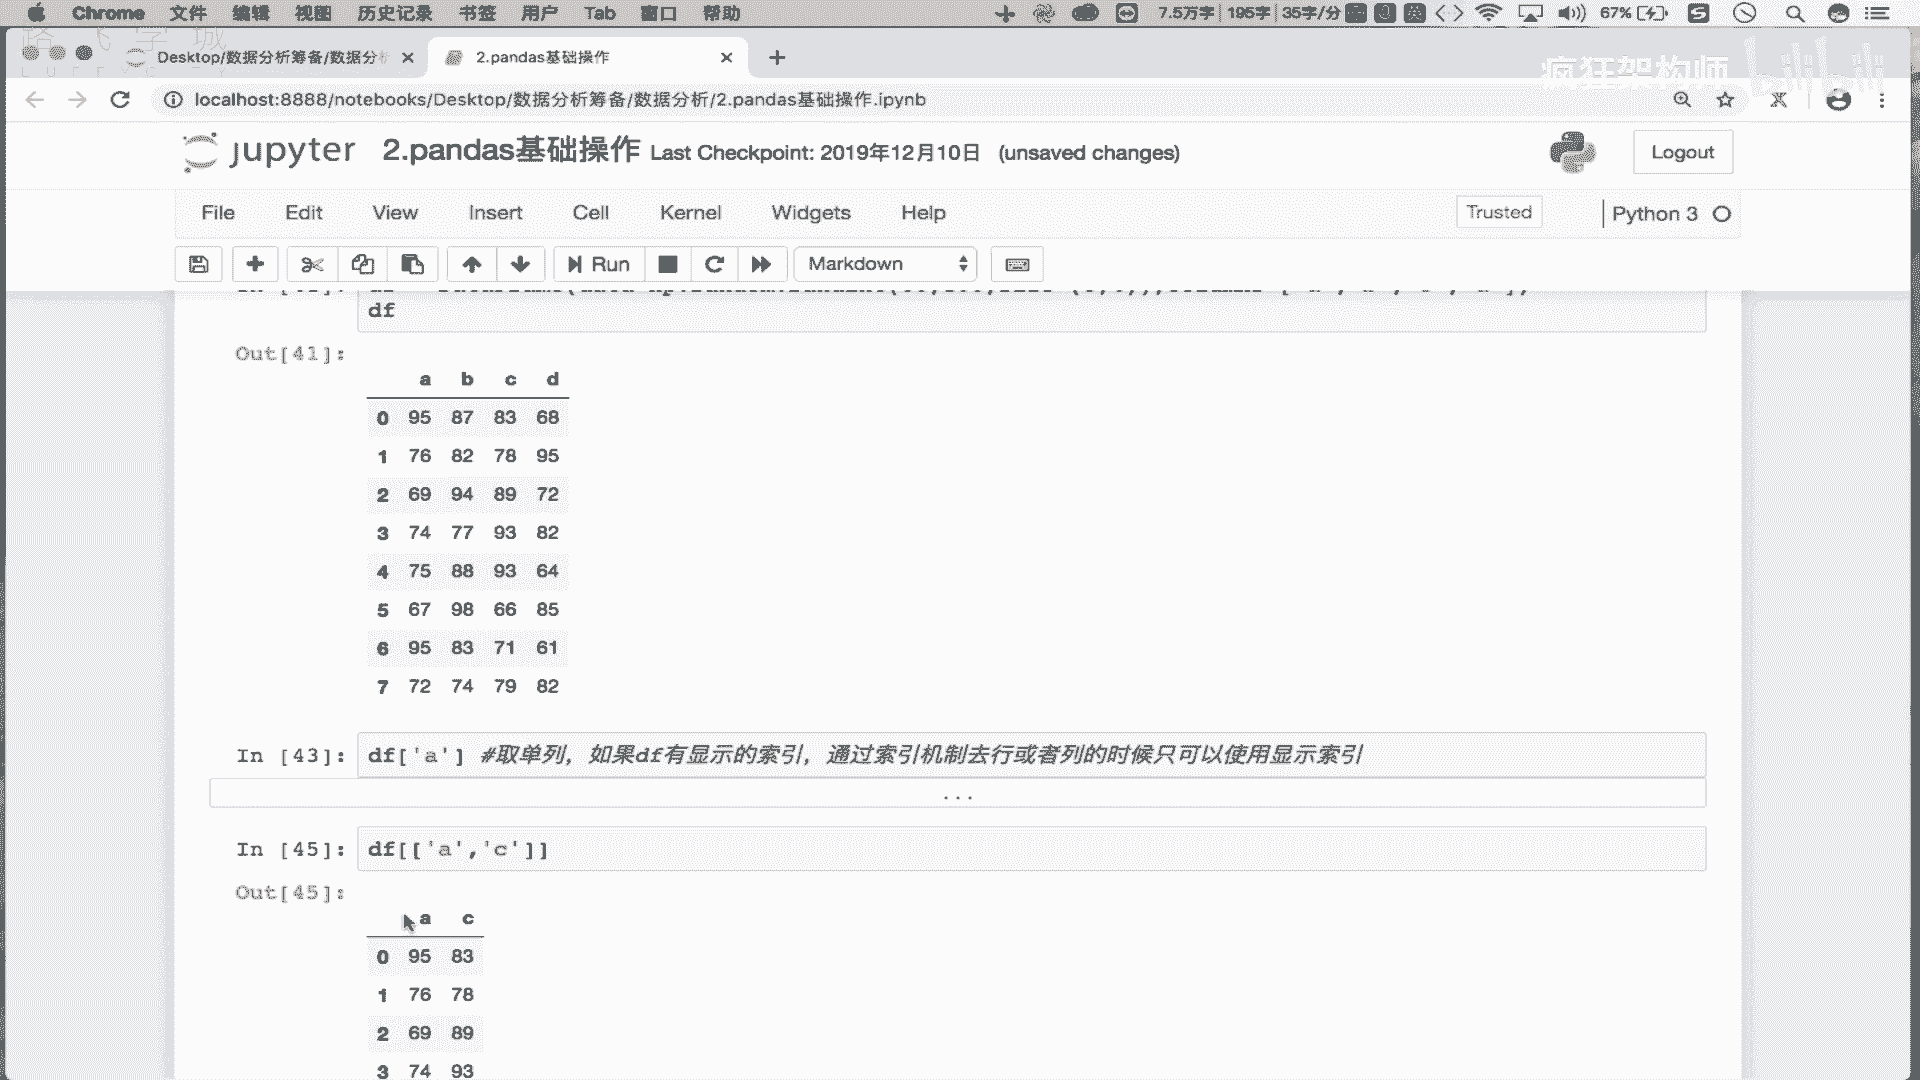 Chrome 文件 编辑 视图 历史记录 书签 用户 Tab 窗口 帮助 7.5万字 195字 35字/分 英 67%
Desktop/数据分析筹备/数据分析
2.pandas基础操作
疯狂架构师 bilibili
localhost:8888/notebooks/Desktop/数据分析筹备/数据分析/2.pandas基础操作.ipynb
jupyter 2.pandas基础操作 Last Checkpoint: 2019年12月10日 (unsaved changes)
Logout
File Edit View Insert Cell Kernel Widgets Help Trusted Python 3
Run Markdown
df
Out[41]:
a b c d
0 95 87 83 68
1 76 82 78 95
2 69 94 89 72
3 74 77 93 82
4 75 88 93 64
5 67 98 66 85
6 95 83 71 61
7 72 74 79 82
In [43]: df['a'] #取单列，如果df有显示的索引，通过索引机制去行或者列的时候只可以使用显示索引
...
In [45]: df[['a','c']]
Out[45]:
a c
0 95 83
1 76 78
2 69 89
3 74 93